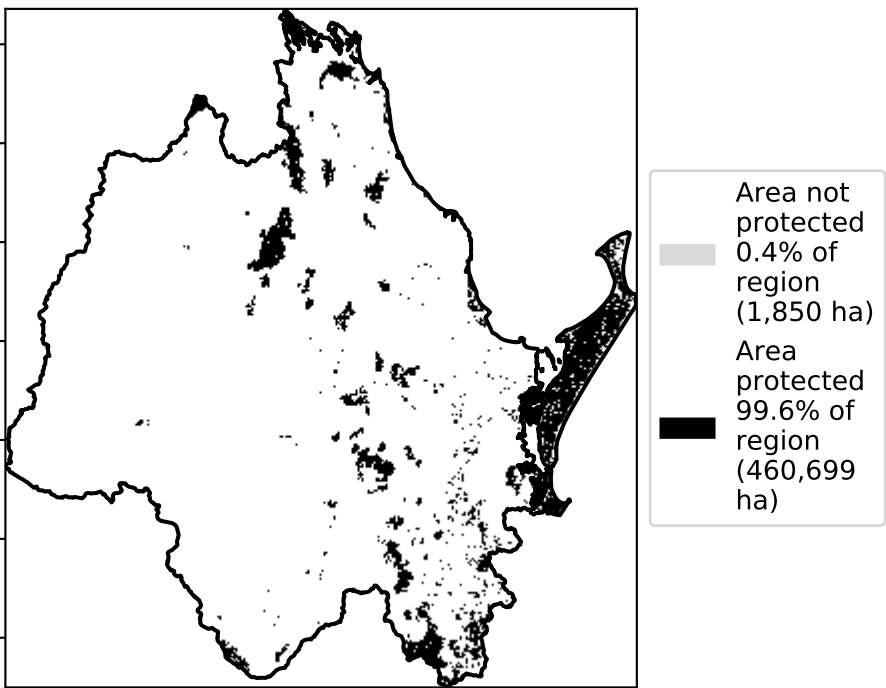 Area not
protected
0.4% of
region
(1,850 ha)
Area
protected
99.6% of
region
(460,699
ha)